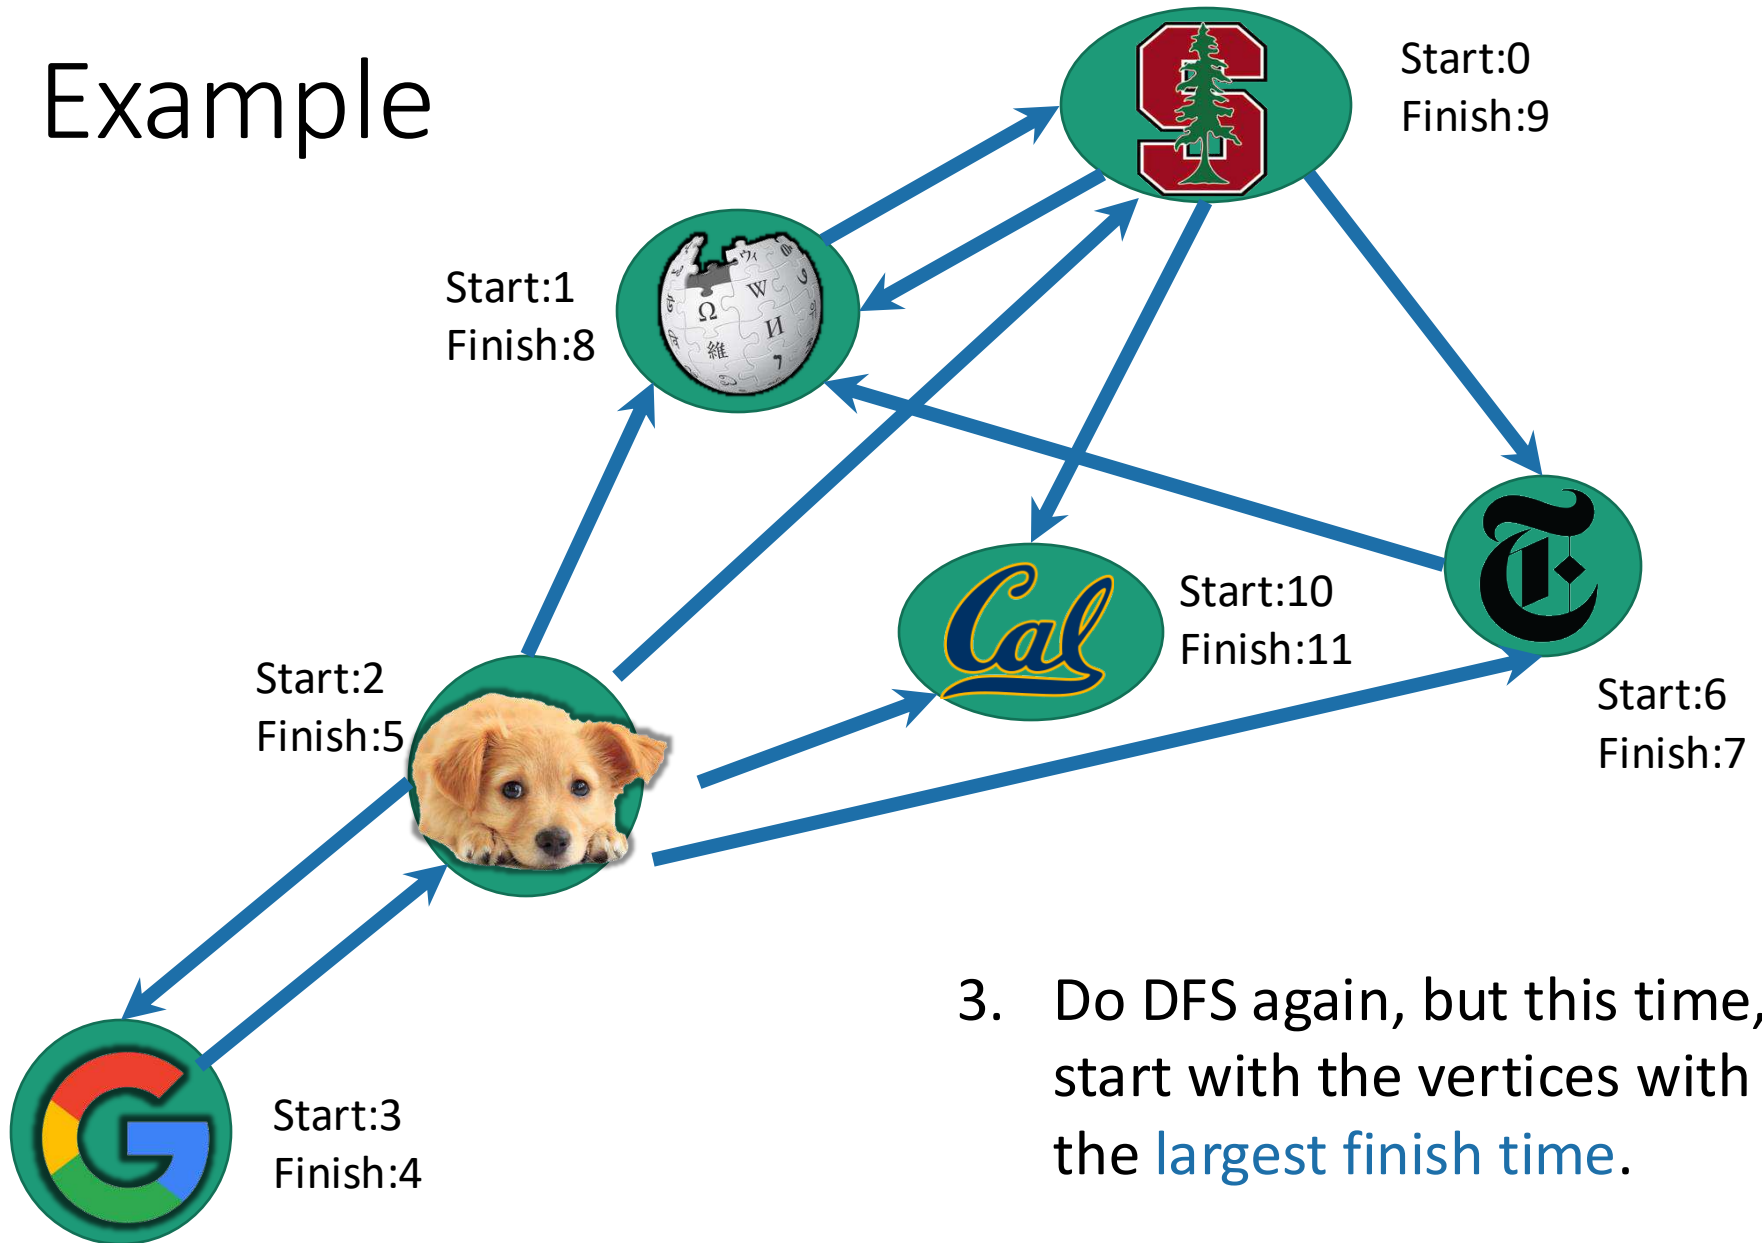 Example
Start:0
Finish:9
Start:1
Finish:8
Ω
W
И
維
Cal
Start:10
Finish:11
T
Start:2
Finish:5
Start:6
Finish:7
G
Start:3
Finish:4
3. Do DFS again, but this time,
start with the vertices with
the largest finish time.
S